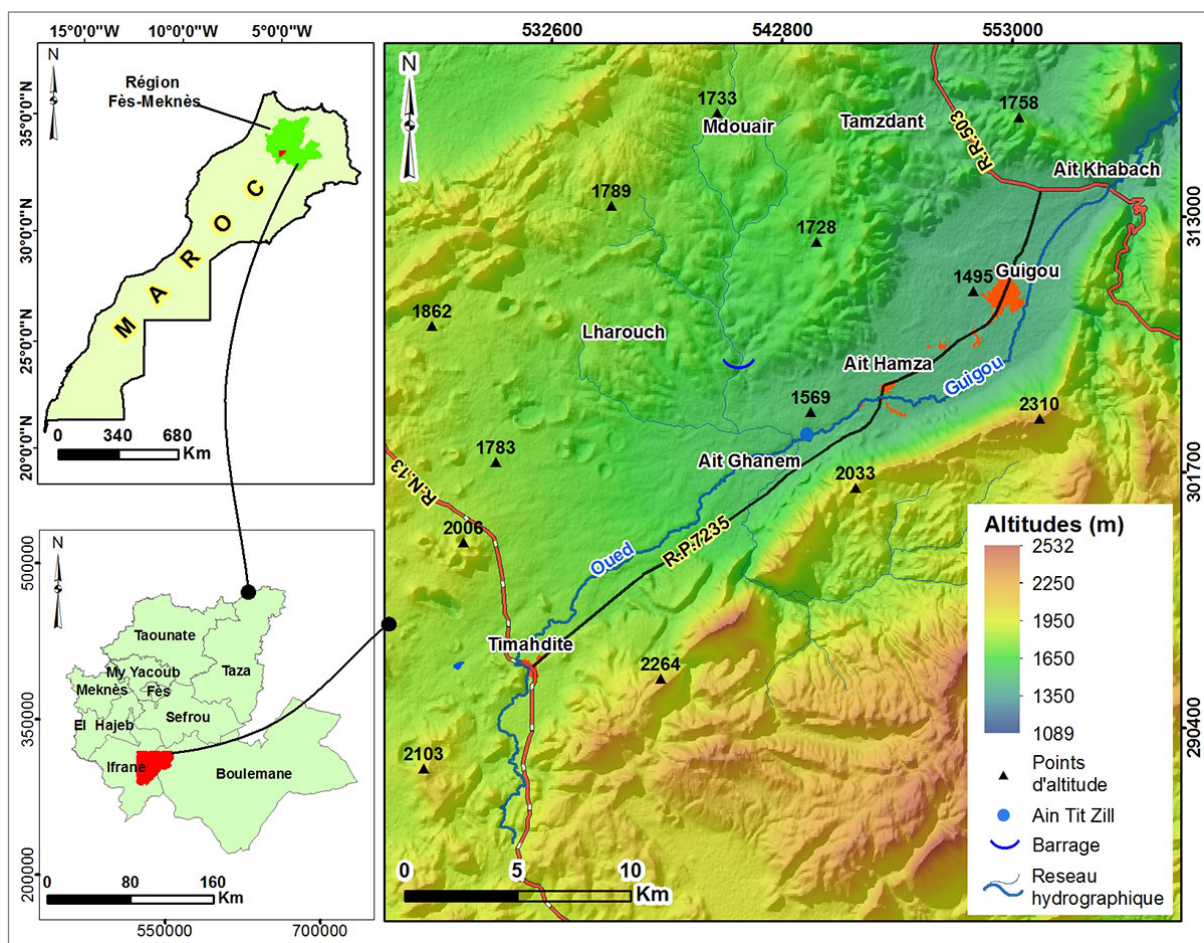 15°0'0"W
10°0'0"W
5°0'0"W
N
Région
Fès-Meknès
35°0'0"N
30°0'0"N
25°0'0"N
20°0'0"N
MAROC
0 340 680
Km
N
500000
350000
200000
Taounate
Taza
My Yacoub
Meknès
Fès
El Hajeb
Sefrou
Ifrane
Boulemane
0 80 160
Km
550000
700000
532600
542800
553000
N
1733
Mdouair
Tamzdant
1758
R.R.503
Ait Khabach
1789
1728
313000
1495
Guigou
1862
Lharouch
Ait Hamza
Guigou
1569
2310
1783
Ait Ghanem
2033
301700
R.N.13
2006
Oued
R.P.7235
Timahdite
2264
2103
290400
0 5 10
Km
Altitudes (m)
2532
2250
1950
1650
1350
1089
Points
d'altitude
Ain Tit Zill
Barrage
Reseau
hydrographique